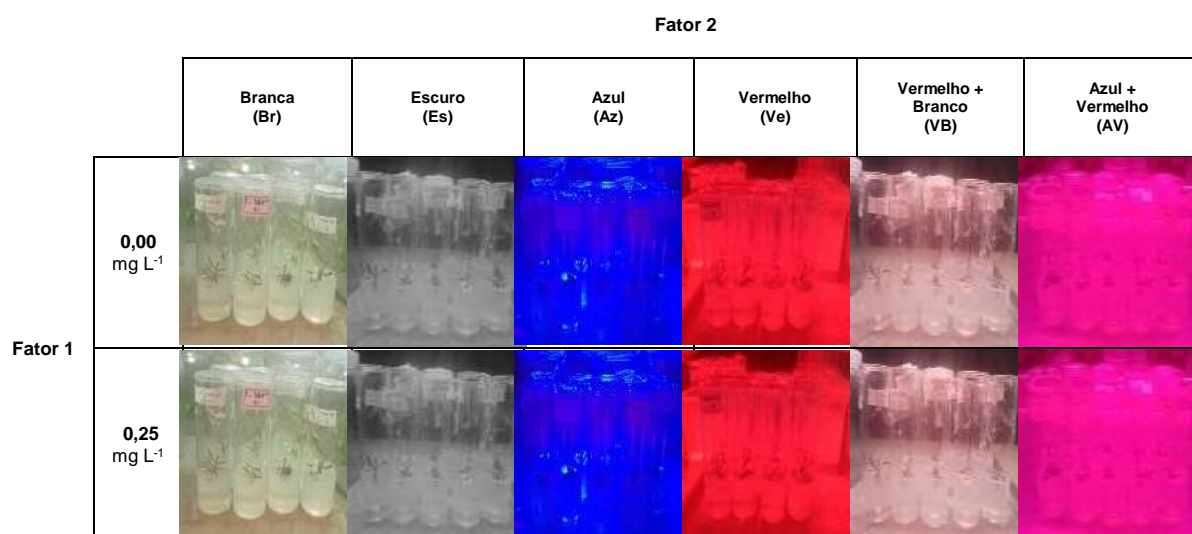 Fator 2
Branca
(Br)
Escuro
(Es)
Azul
(Az)
Vermelho
(Ve)
Vermelho +
Branco
(VB)
Azul +
Vermelho
(AV)
0,00
mg L-1
Fator 1
0,25
mg L-1